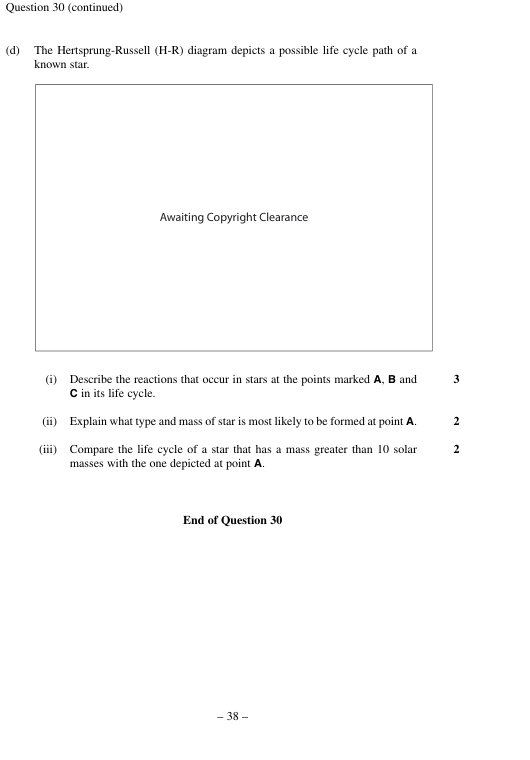 Question 30 (continued)
(d) The Hertsprung-Russell (H-R) diagram depicts a possible life cycle path of a
known star.
Awaiting Copyright Clearance
(i) Describe the reactions that occur in stars at the points marked A, B and 3
C in its life cycle.
(ii) Explain what type and mass of star is most likely to be formed at point A. 2
(iii) Compare the life cycle of a star that has a mass greater than 10 solar 2
masses with the one depicted at point A.
End of Question 30
– 38 –